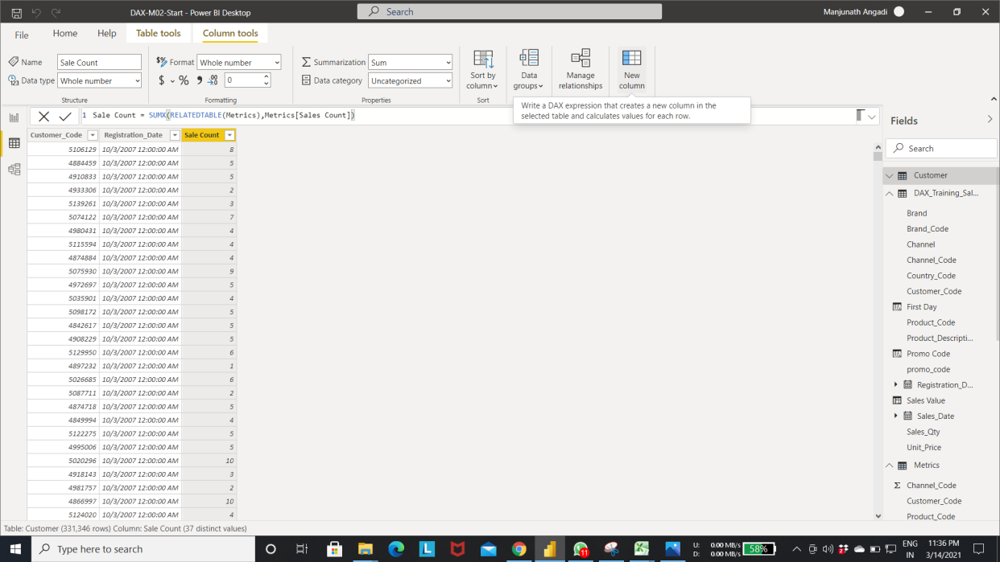 DAX-M02-Start - Power BI Desktop
Search
Manjunath Angadi
File
Home
Help
Table tools
Column tools
Name
Sale Count
Format
Whole number
Summarization
Sum
Data type
Whole number
$ % 9 .00
0
Data category
Uncategorized
Sort by
column
Data
groups
Manage
relationships
New
column
Structure
Formatting
Properties
Sort
Write a DAX expression that creates a new column in the
selected table and calculates values for each row.
1 Sale Count = SUMX(RELATEDTABLE(Metrics),Metrics[Sales Count])
Customer_Code Registration_Date Sale Count
5106129 10/3/2007 12:00:00 AM 8
4884459 10/3/2007 12:00:00 AM 5
4910833 10/3/2007 12:00:00 AM 5
4933306 10/3/2007 12:00:00 AM 2
5139261 10/3/2007 12:00:00 AM 3
5074122 10/3/2007 12:00:00 AM 7
4980431 10/3/2007 12:00:00 AM 4
5115594 10/3/2007 12:00:00 AM 4
4874884 10/3/2007 12:00:00 AM 4
5075930 10/3/2007 12:00:00 AM 9
4972697 10/3/2007 12:00:00 AM 5
5035901 10/3/2007 12:00:00 AM 4
5098172 10/3/2007 12:00:00 AM 5
4842617 10/3/2007 12:00:00 AM 5
4908229 10/3/2007 12:00:00 AM 5
5129950 10/3/2007 12:00:00 AM 6
4897232 10/3/2007 12:00:00 AM 1
5026685 10/3/2007 12:00:00 AM 6
5087711 10/3/2007 12:00:00 AM 2
4874718 10/3/2007 12:00:00 AM 5
4849994 10/3/2007 12:00:00 AM 4
5122275 10/3/2007 12:00:00 AM 5
4995006 10/3/2007 12:00:00 AM 5
5020296 10/3/2007 12:00:00 AM 10
4918143 10/3/2007 12:00:00 AM 3
4981757 10/3/2007 12:00:00 AM 2
4866997 10/3/2007 12:00:00 AM 10
5124020 10/3/2007 12:00:00 AM 4
Fields
Search
Customer
DAX_Training_Sal...
Brand
Brand_Code
Channel
Channel_Code
Country_Code
Customer_Code
First Day
Product_Code
Product_Descripti...
Promo Code
promo_code
Registration_D...
Sales Value
Sales_Date
Sales_Qty
Unit_Price
Metrics
Channel_Code
Customer_Code
Product_Code
Table: Customer (331,346 rows) Column: Sale Count (37 distinct values)
Type here to search
L
11
U: 0.00 MB/s
D: 0.00 MB/s
58%
2
ENG
IN
11:36 PM
3/14/2021